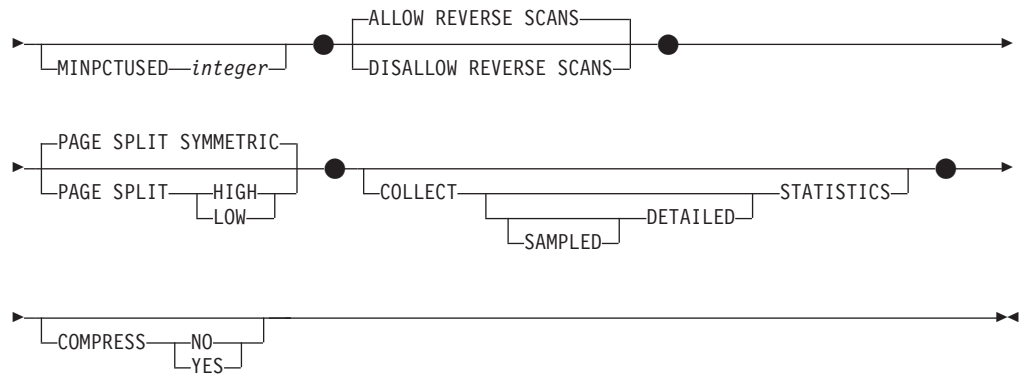 ALLOW REVERSE SCANS
MINPCTUSED integer
DISALLOW REVERSE SCANS
PAGE SPLIT SYMMETRIC
PAGE SPLIT HIGH
LOW
COLLECT STATISTICS
DETAILED
SAMPLED
COMPRESS NO
YES